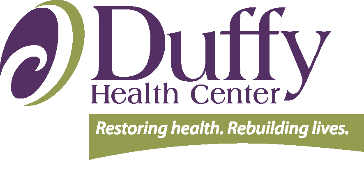 Duffy
Health Center
Restoring health. Rebuilding lives.